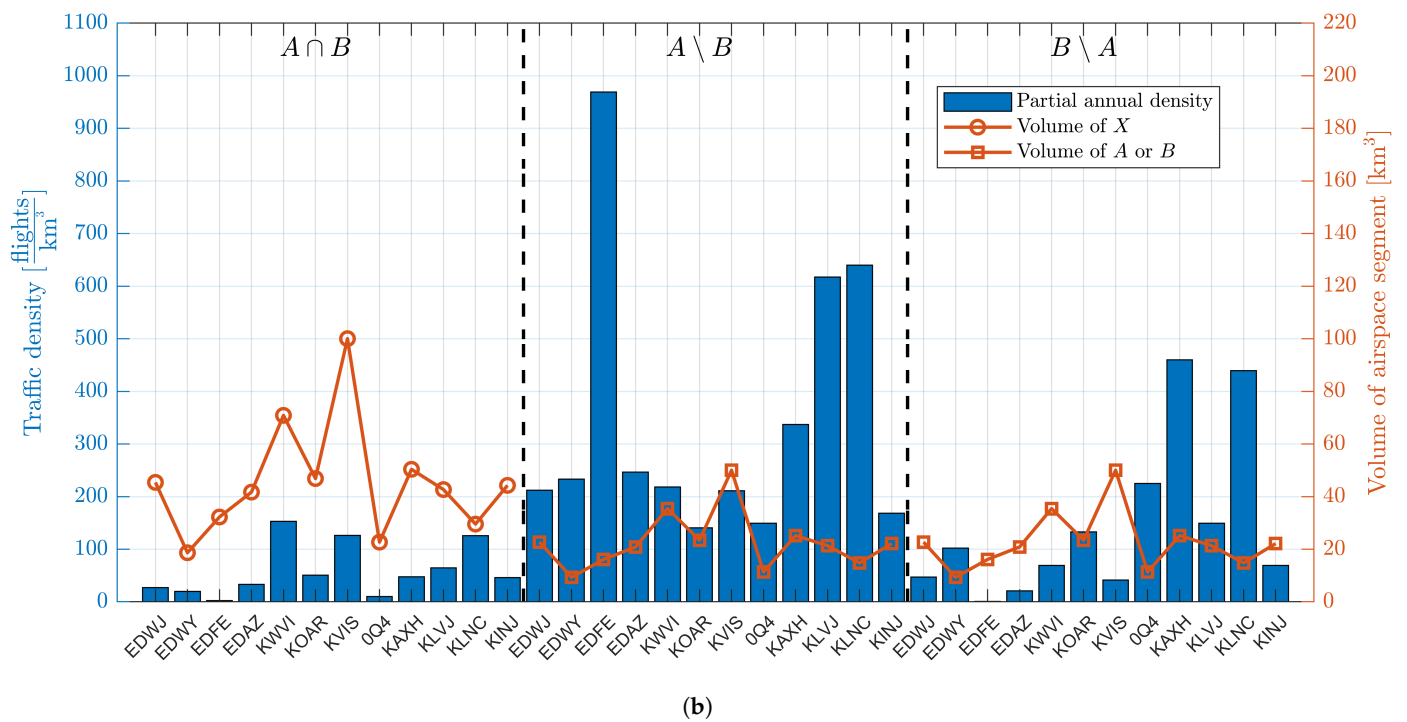 A ∩ B
A \ B
B \ A
Partial annual density
Volume of X
Volume of A or B
Traffic density [flights/km³]
1100
1000
900
800
700
600
500
400
300
200
100
0
Volume of airspace segment [km³]
220
200
180
160
140
120
100
80
60
40
20
0
EDWJ
EDWY
EDFE
EDAZ
KWVI
KOAR
KVIS
0Q4
KAXH
KLVJ
KLNC
KINJ
EDWJ
EDWY
EDFE
EDAZ
KWVI
KOAR
KVIS
0Q4
KAXH
KLVJ
KLNC
KINJ
EDWJ
EDWY
EDFE
EDAZ
KWVI
KOAR
KVIS
0Q4
KAXH
KLVJ
KLNC
KINJ
(b)